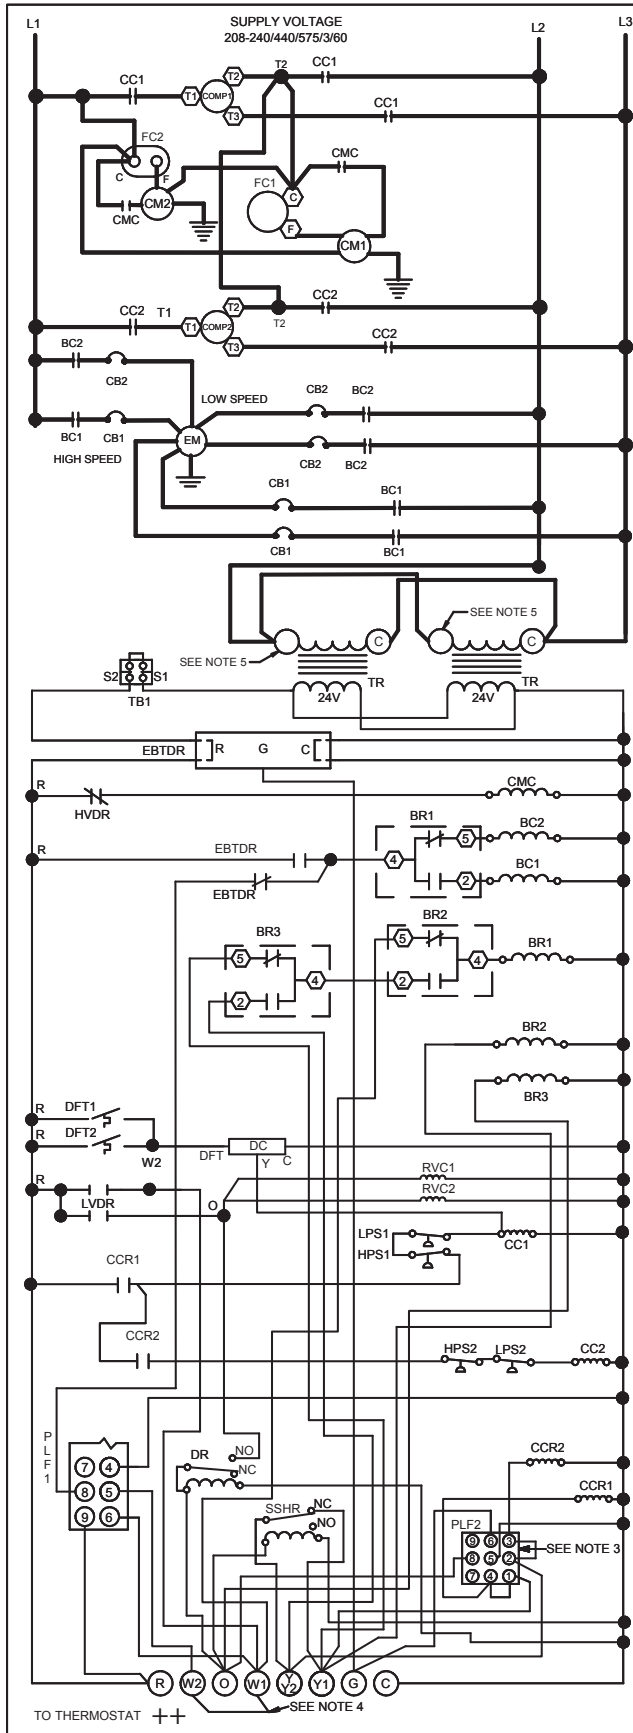 L1
SUPPLY VOLTAGE
208-240/440/575/3/60
L2
L3
T2
CC1
CC1
T2
T1
COMP1
T3
CC1
FC2
C
F
CMC
FC1
C
CM2
CMC
F
CM1
CC2
T1
T2
CC2
T1
COMP2
T2
T3
CC2
BC2
CB2
LOW SPEED
CB2
BC2
BC1
CB1
EM
CB2
BC2
HIGH SPEED
CB1
BC1
CB1
BC1
SEE NOTE 5
C
C
SEE NOTE 5
S2
S1
TR
TR
24V
24V
TB1
EBTDR
R
G
C
R
HVDR
CMC
BR1
BC2
5
R
EBTDR
4
BC1
2
EBTDR
BR3
BR2
5
5
BR1
4
4
2
2
BR2
BR3
R
DFT1
R
DFT2
W2
DFT
DC
Y
C
R
RVC1
RVC2
LVDR
O
LPS1
HPS1
CC1
CCR1
CCR2
HPS2
LPS2
CC2
PLF1
7
4
8
5
9
6
DR
NO
NC
SSHR
NC
NO
CCR2
CCR1
PLF2
9
6
3
8
5
2
7
4
1
SEE NOTE 3
R
W2
O
W1
Y
Y2
Y1
G
C
SEE NOTE 4
TO THERMOSTAT ++